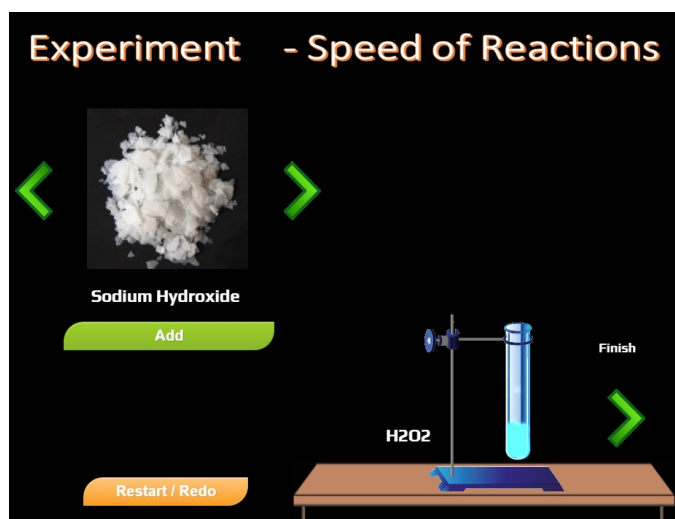 Experiment - Speed of Reactions
Sodium Hydroxide
Add
Finish
H2O2
Restart / Redo